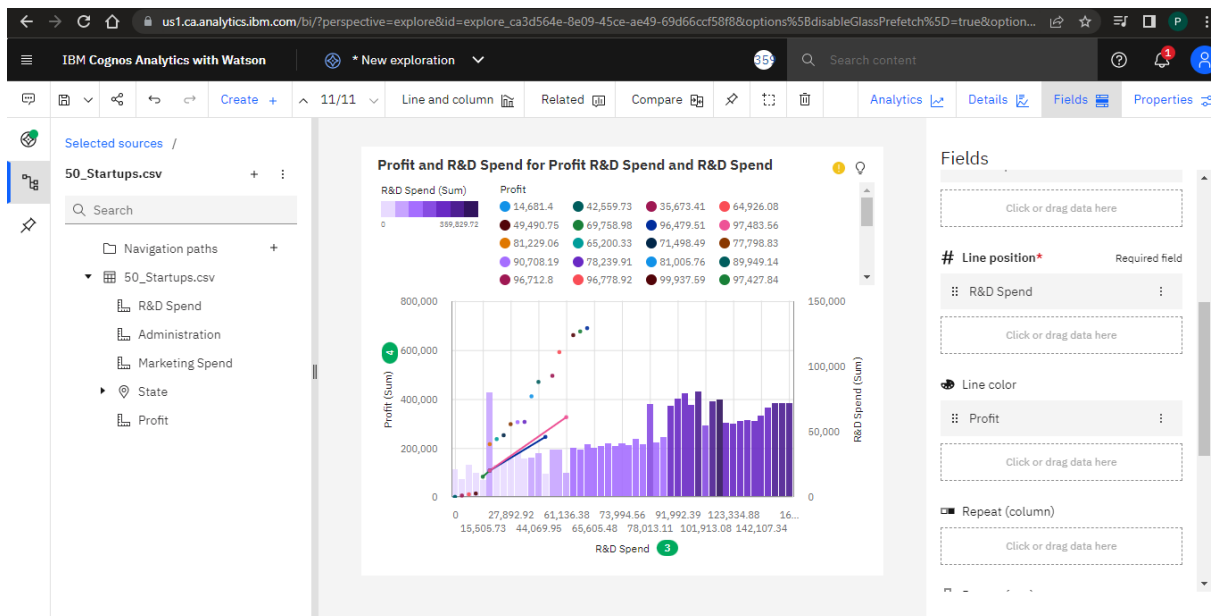 us1.ca.analytics.ibm.com/bi/?perspective=explore&id=explore_ca3d564e-8e09-45ce-ae49-69d66ccf58f8&options%5BdisableGlassPrefetch%5D=true&option...
P
IBM Cognos Analytics with Watson
* New exploration
359
Search content
1
Create +
11/11
Line and column
Related
Compare
Analytics
Details
Fields
Properties
Selected sources /
50_Startups.csv
Search
Navigation paths
50_Startups.csv
R&D Spend
Administration
Marketing Spend
State
Profit
Profit and R&D Spend for Profit R&D Spend and R&D Spend
R&D Spend (Sum)
0 359,829.72
Profit
14,681.4 42,559.73 35,673.41 64,926.08
49,490.75 69,758.98 96,479.51 97,483.56
81,229.06 65,200.33 71,498.49 77,798.83
90,708.19 78,239.91 81,005.76 89,949.14
96,712.8 96,778.92 99,937.59 97,427.84
Profit (Sum)
4
800,000
600,000
400,000
200,000
0
150,000
100,000
50,000
0
R&D Spend (Sum)
0 27,892.92 61,136.38 73,994.56 91,992.39 123,334.88 16...
15,505.73 44,069.95 65,605.48 78,013.11 101,913.08 142,107.34
R&D Spend 3
Fields
Click or drag data here
# Line position* Required field
R&D Spend
Click or drag data here
Line color
Profit
Click or drag data here
Repeat (column)
Click or drag data here